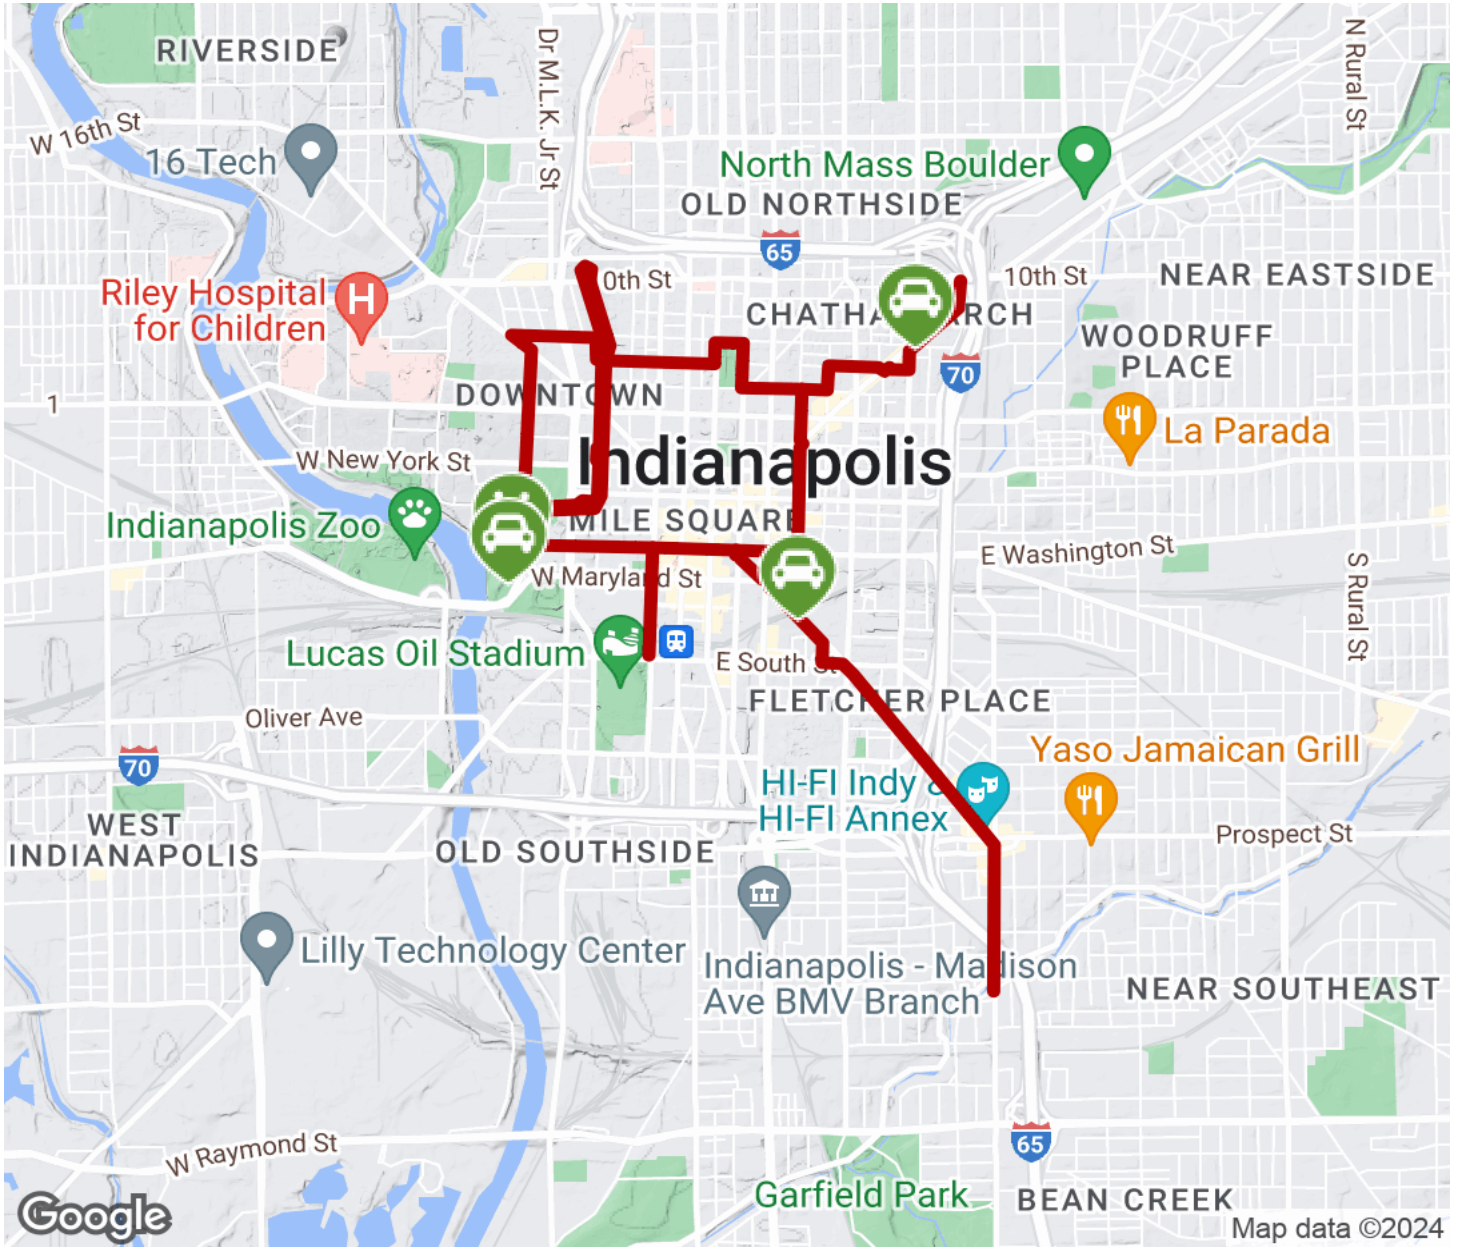 RIVERSIDE
Dr M.L.K. Jr St
N Rural St
W 16th St
16 Tech
North Mass Boulder
OLD NORTHSIDE
65
0th St
10th St
NEAR EASTSIDE
Riley Hospital
for Children
H
CHATHA ARCH
WOODRUFF
PLACE
70
DOWNTOWN
1
La Parada
W New York St
Indianapolis
Indianapolis Zoo
MILE SQUARE
E Washington St
W Maryland St
S Rural St
Lucas Oil Stadium
E South St
FLETCHER PLACE
Oliver Ave
70
Yaso Jamaican Grill
HI-FI Indy &
HI-FI Annex
WEST
INDIANAPOLIS
Prospect St
OLD SOUTHSIDE
Lilly Technology Center
Indianapolis - Madison
Ave BMV Branch
NEAR SOUTHEAST
65
W Raymond St
Garfield Park
BEAN CREEK
Google
Map data ©2024